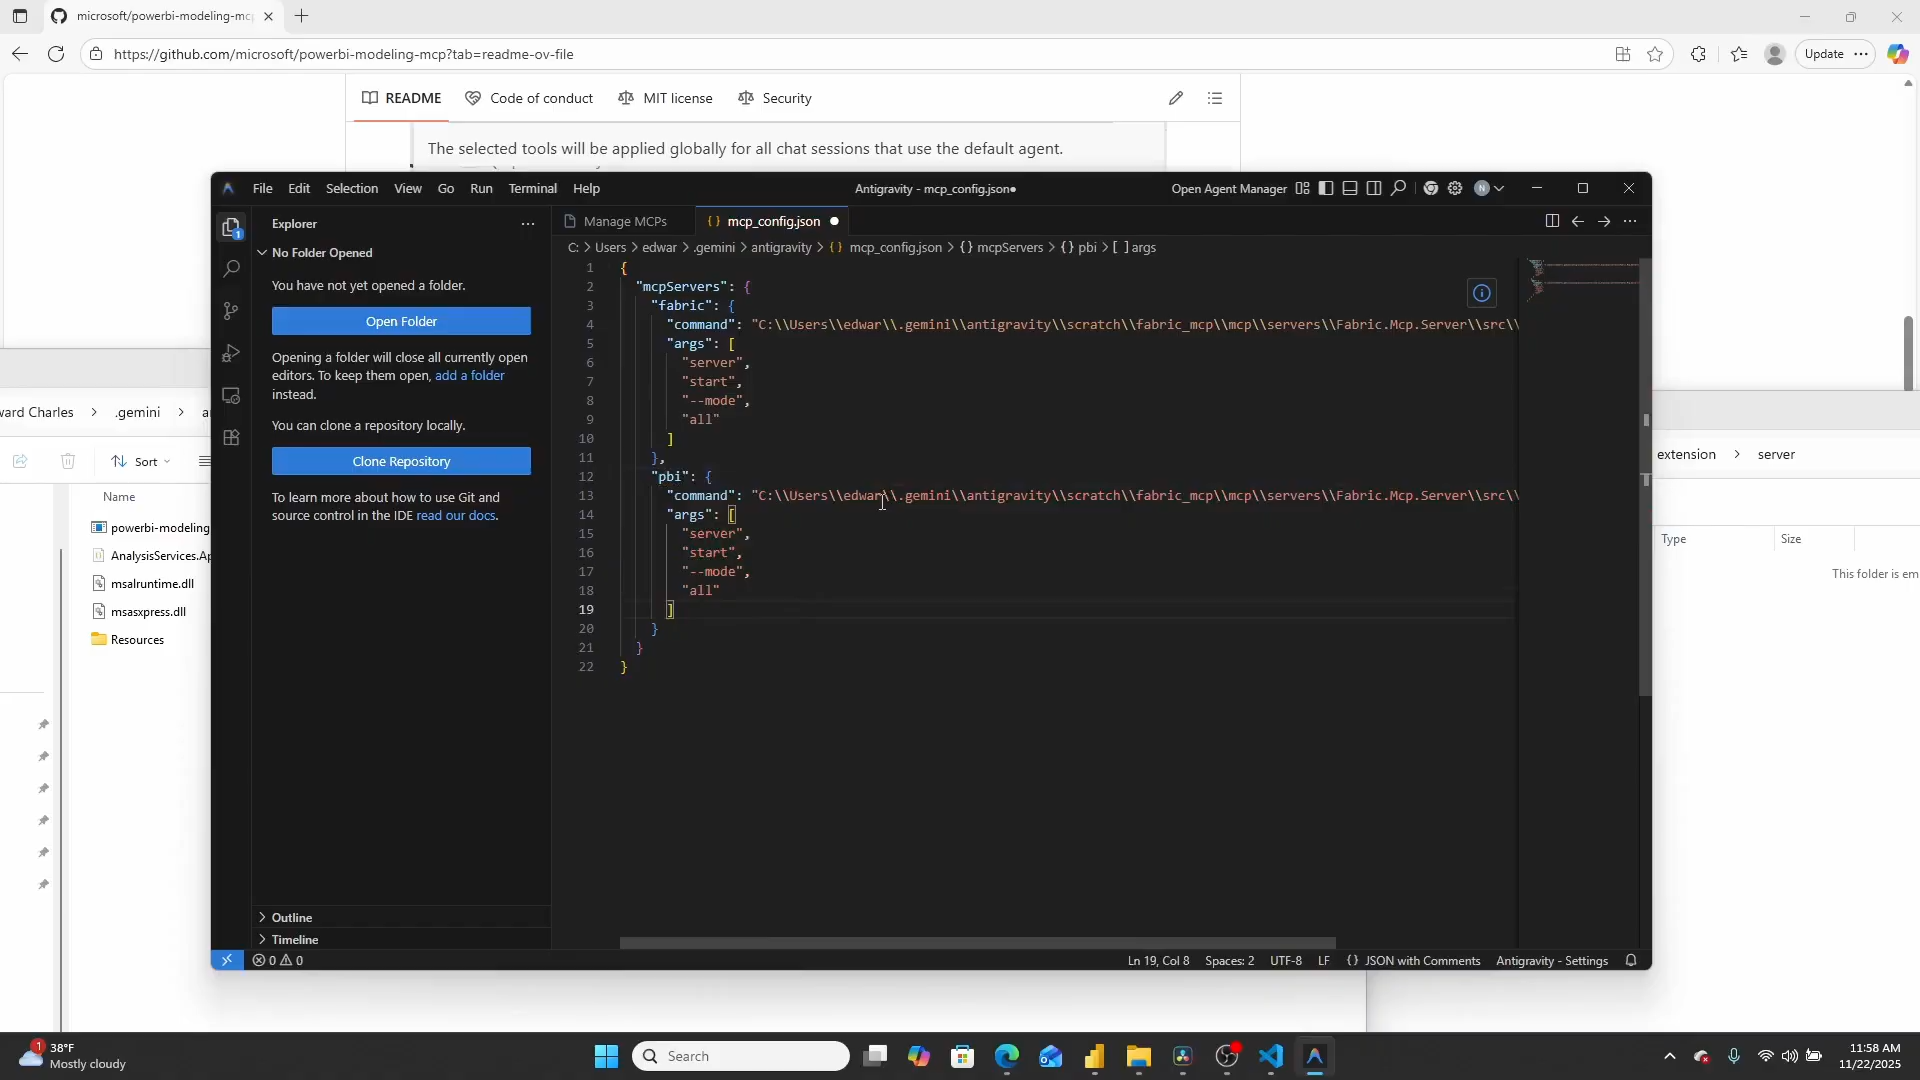 microsoft/powerbi-modeling-mc
https://github.com/microsoft/powerbi-modeling-mcp?tab=readme-ov-file
Update
README
Code of conduct
MIT license
Security
The selected tools will be applied globally for all chat sessions that use the default agent.
File Edit Selection View Go Run Terminal Help
Antigravity - mcp_config.json●
Open Agent Manager
N
Explorer
Manage MCPs
{ } mcp_config.json
No Folder Opened
C: > Users > edwar > .gemini > antigravity > { } mcp_config.json > { } mcpServers > { } pbi > [ ] args
You have not yet opened a folder.
Open Folder
Opening a folder will close all currently open
editors. To keep them open, add a folder
instead.
You can clone a repository locally.
Clone Repository
To learn more about how to use Git and
source control in the IDE read our docs.
1 {
2 "mcpServers": {
3 "fabric": {
4 "command": "C:\\Users\\edwar\\.gemini\\antigravity\\scratch\\fabric_mcp\\mcp\\servers\\Fabric.Mcp.Server\\src\\
5 "args": [
6 "server",
7 "start",
8 "--mode",
9 "all"
10 ]
11 },
12 "pbi": {
13 "command": "C:\\Users\\edwar\\.gemini\\antigravity\\scratch\\fabric_mcp\\mcp\\servers\\Fabric.Mcp.Server\\src\\
14 "args": [
15 "server",
16 "start",
17 "--mode",
18 "all"
19 ]
20 }
21 }
22 }
Outline
Timeline
0 0
Ln 19, Col 8 Spaces: 2 UTF-8 LF { } JSON with Comments Antigravity - Settings
ward Charles > .gemini > a
Sort
Name
powerbi-modeling
AnalysisServices.Ap
msalruntime.dll
msasxpress.dll
Resources
extension > server
Type Size
This folder is em
1
38°F
Mostly cloudy
Search
11:58 AM
11/22/2025